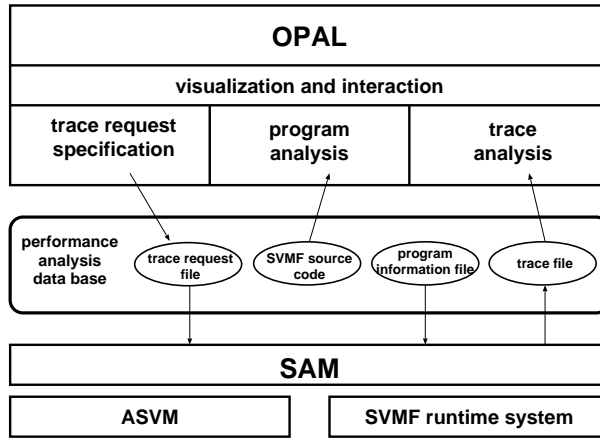 OPAL
visualization and interaction
trace request
specification
program
analysis
trace
analysis
performance
analysis
data base
trace request
file
SVMF source
code
program
information file
trace file
SAM
ASVM
SVMF runtime system